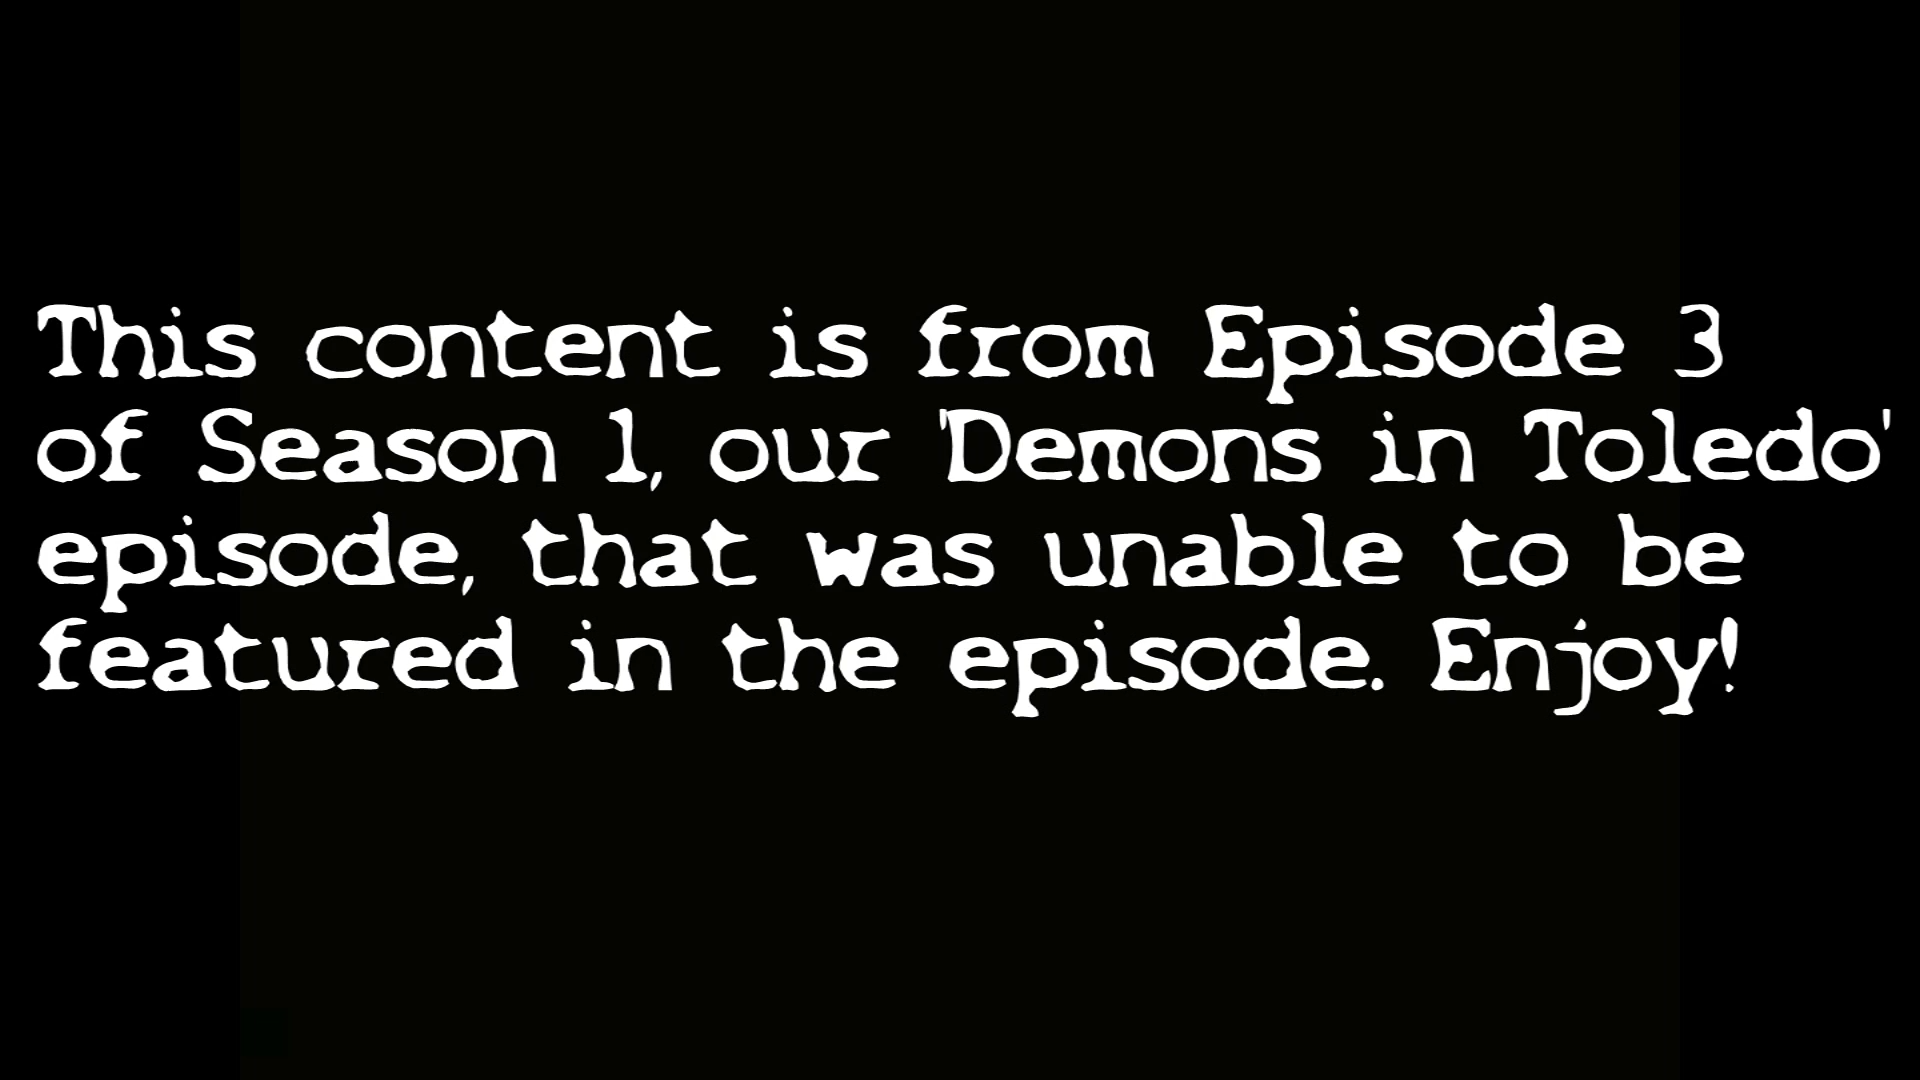 This content is from Episode 3
of Season 1, our 'Demons in Toledo'
episode, that was unable to be
featured in the episode. Enjoy!